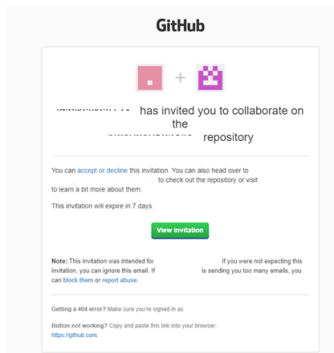 GitHub
+
has invited you to collaborate on
the
repository
You can accept or decline this invitation. You can also head over to
to check out the repository or visit
to learn a bit more about them.
This invitation will expire in 7 days.
View invitation
Note: This invitation was intended for If you were not expecting this
invitation, you can ignore this email. If is sending you too many emails, you
can block them or report abuse.
Getting a 404 error? Make sure you're signed in as
Button not working? Copy and paste this link into your browser:
https://github.com